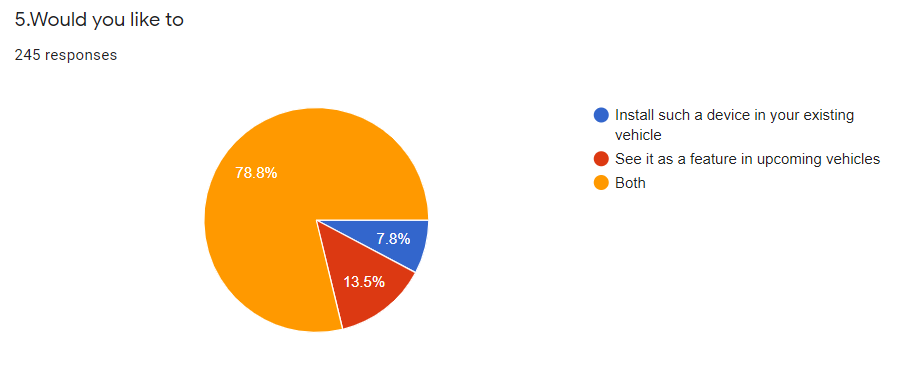 5.Would you like to
245 responses
Install such a device in your existing
vehicle
See it as a feature in upcoming vehicles
Both
78.8%
7.8%
13.5%